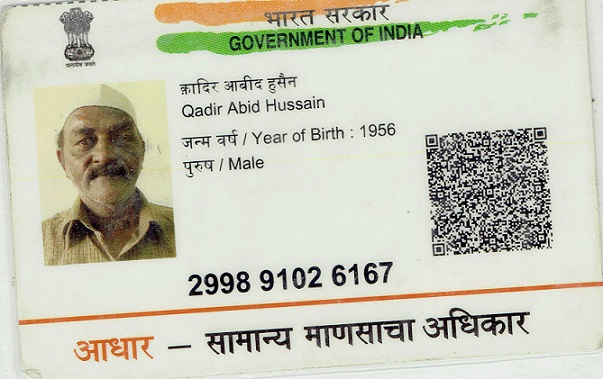 भारत सरकार
GOVERNMENT OF INDIA
सत्यमेव जयते
क़ादिर आबीद हुसैन
Qadir Abid Hussain
जन्म वर्ष / Year of Birth : 1956
पुरुष / Male
2998 9102 6167
आधार – सामान्य माणसाचा अधिकार